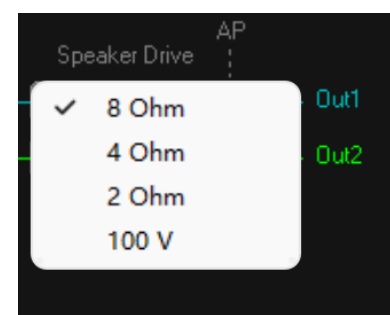 AP
Speaker Drive
✓ 8 Ohm
Out1
4 Ohm
Out2
2 Ohm
100 V